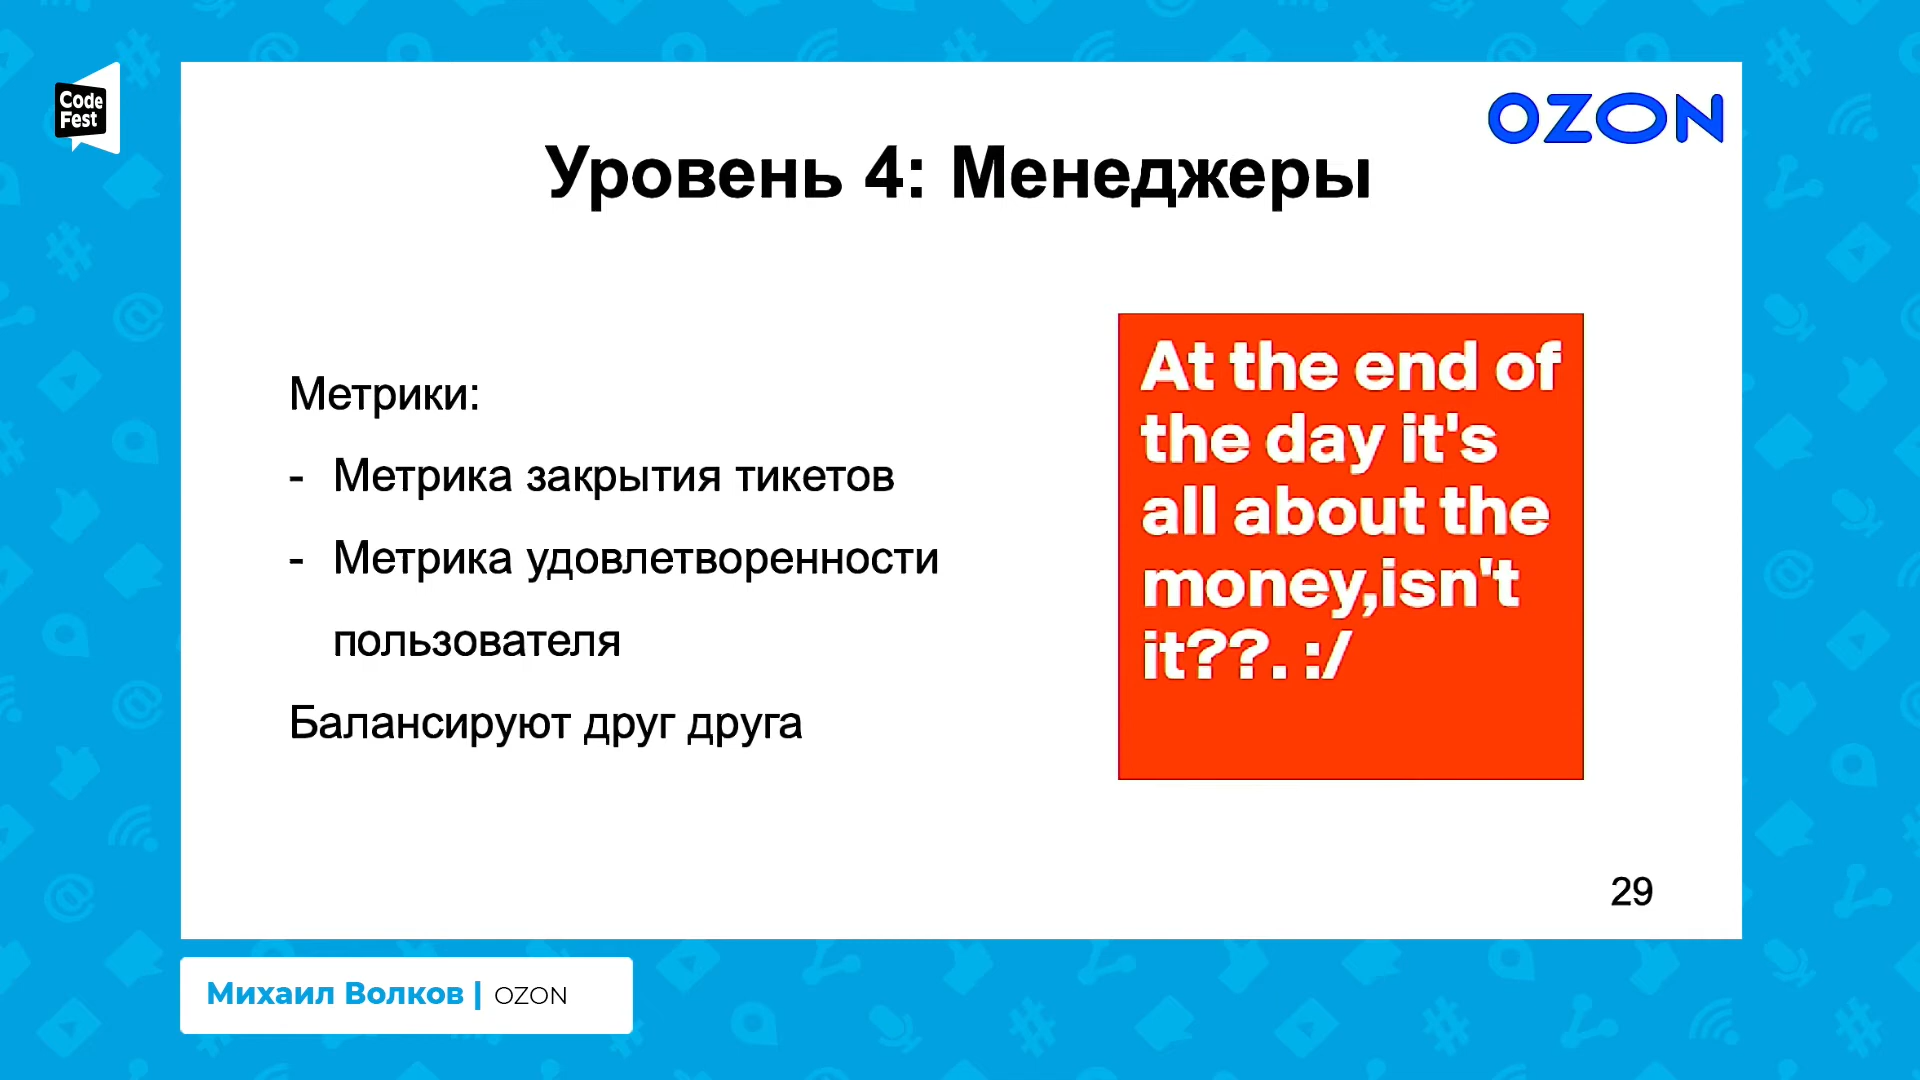 Code
Fest
OZON
Уровень 4: Менеджеры
Метрики:
- Метрика закрытия тикетов
- Метрика удовлетворенности
пользователя
Балансируют друг друга
At the end of
the day it's
all about the
money,isn't
it??. :/
29
Михаил Волков | OZON